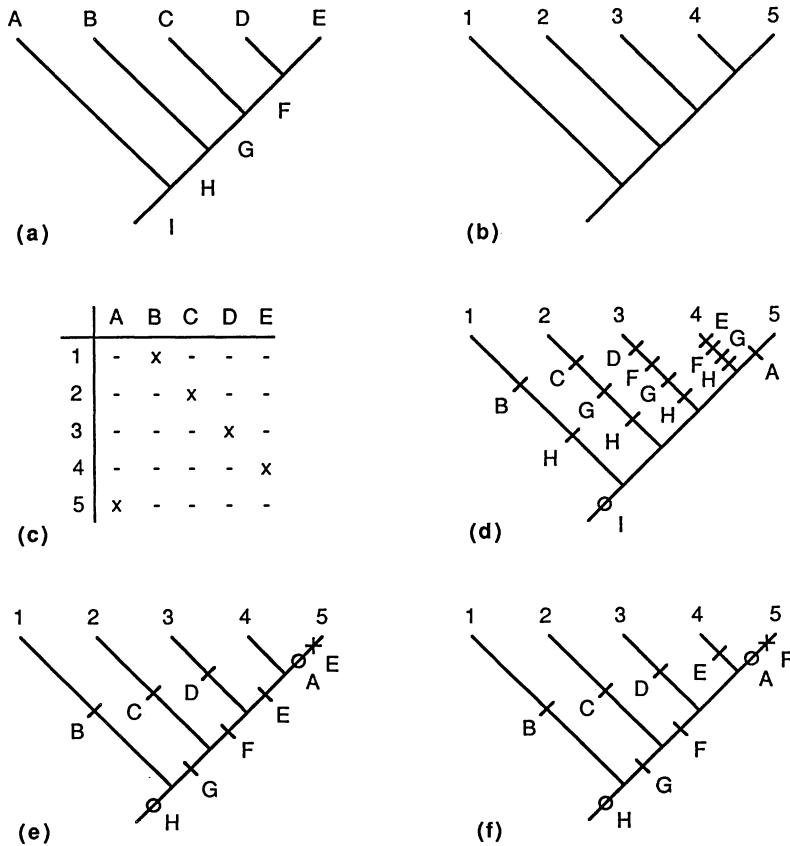 A B C D E
F
G
H
I
(a)
1 2 3 4 5
(b)
A B C D E
1 - x - - -
2 - - x - -
3 - - - x -
4 - - - - x
5 x - - - -
(c)
1 2 3 4 E 5
D F G
C F H A
B G H
G H
H
I
(d)
1 2 3 4 5
E
A
D E
C F
B G
H
(e)
1 2 3 4 5
F
E A
D
C F
B G
H
(f)